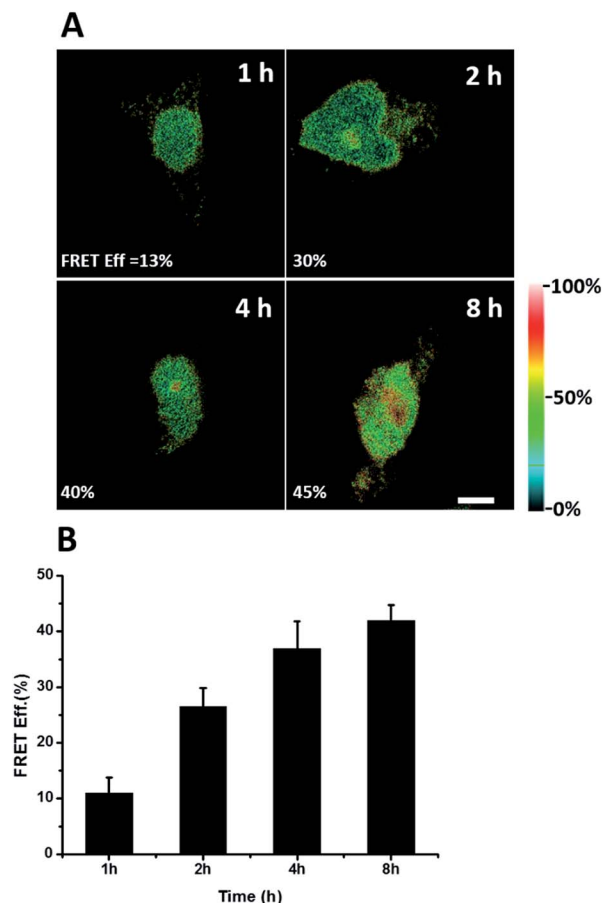 A
1 h
2 h
FRET Eff =13%
30%
4 h
8 h
40%
45%
100%
50%
0%
B
50
40
30
20
10
0
FRET Eff.(%)
1h
2h
4h
8h
Time (h)